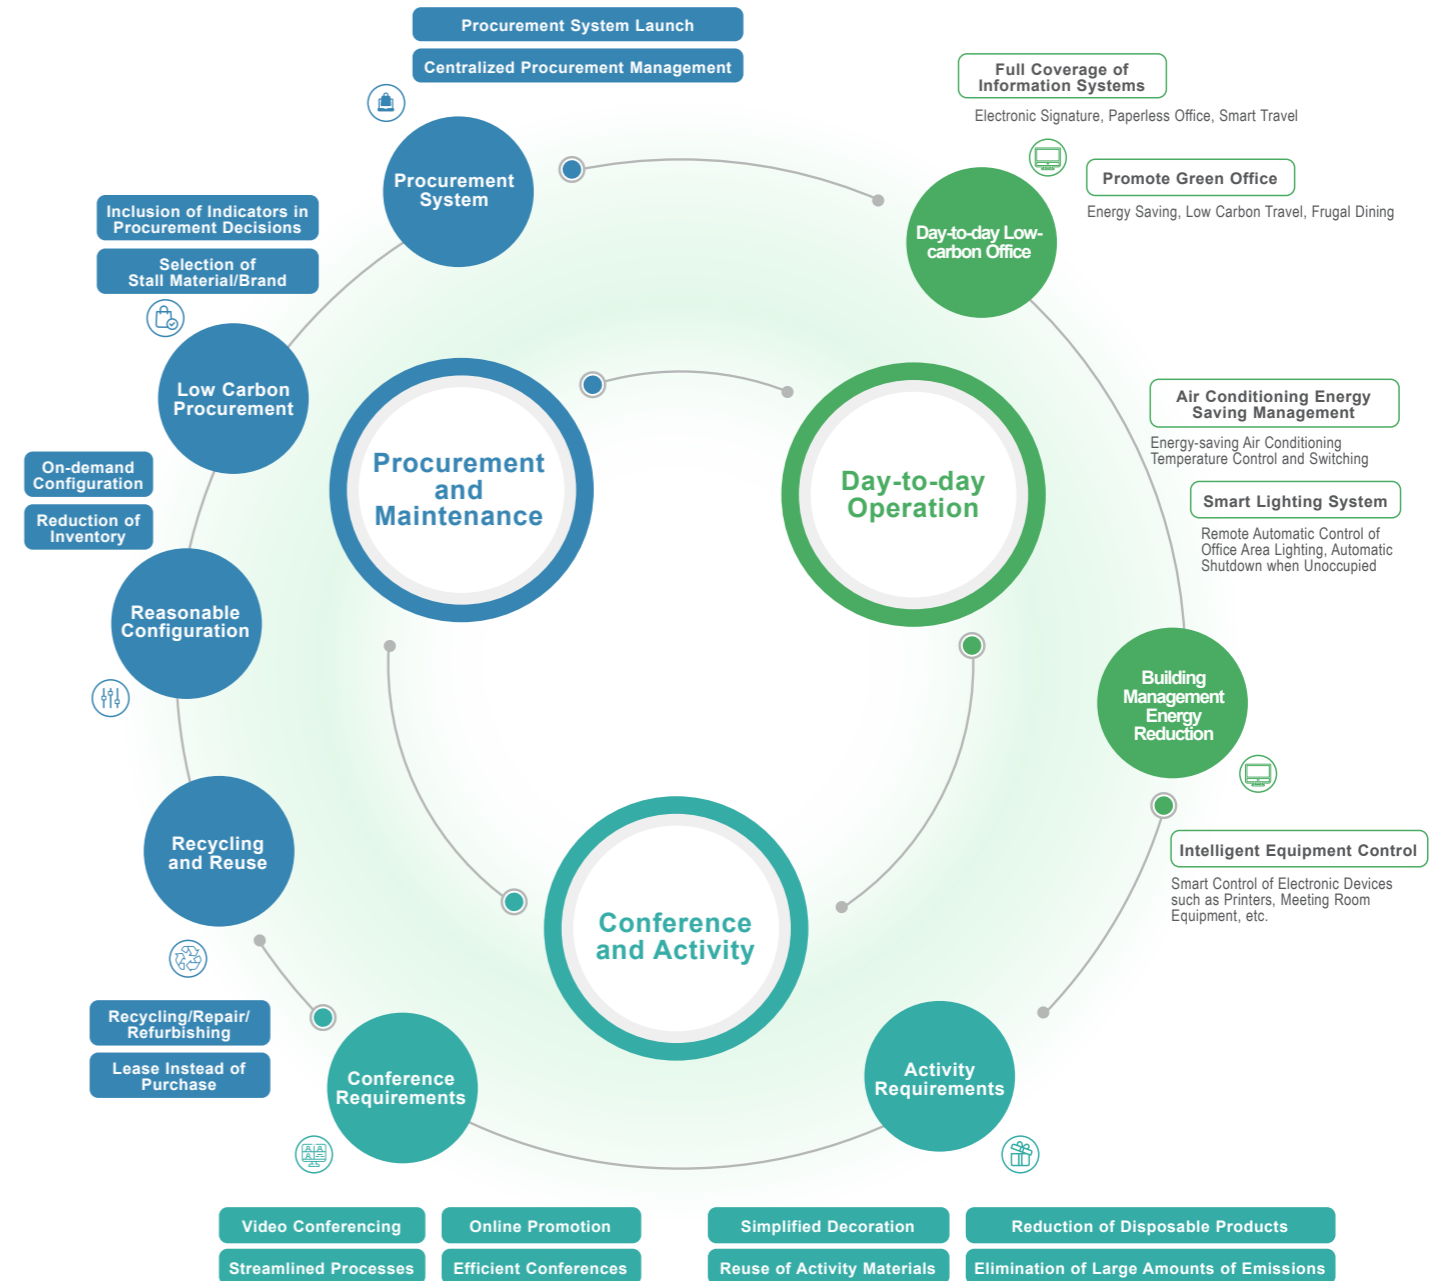 Procurement System Launch
Centralized Procurement Management
Procurement
System
Inclusion of Indicators in
Procurement Decisions
Selection of
Stall Material/Brand
Low Carbon
Procurement
On-demand
Configuration
Reduction of
Inventory
Reasonable
Configuration
Recycling
and Reuse
Recycling/Repair/
Refurbishing
Lease Instead of
Purchase
Full Coverage of
Information Systems
Electronic Signature, Paperless Office, Smart Travel
Promote Green Office
Energy Saving, Low Carbon Travel, Frugal Dining
Day-to-day Low-
carbon Office
Air Conditioning Energy
Saving Management
Energy-saving Air Conditioning
Temperature Control and Switching
Smart Lighting System
Remote Automatic Control of
Office Area Lighting, Automatic
Shutdown when Unoccupied
Building
Management
Energy
Reduction
Intelligent Equipment Control
Smart Control of Electronic Devices
such as Printers, Meeting Room
Equipment, etc.
Procurement
and
Maintenance
Day-to-day
Operation
Conference
and Activity
Conference
Requirements
Activity
Requirements
Video Conferencing
Online Promotion
Streamlined Processes
Efficient Conferences
Simplified Decoration
Reduction of Disposable Products
Reuse of Activity Materials
Elimination of Large Amounts of Emissions